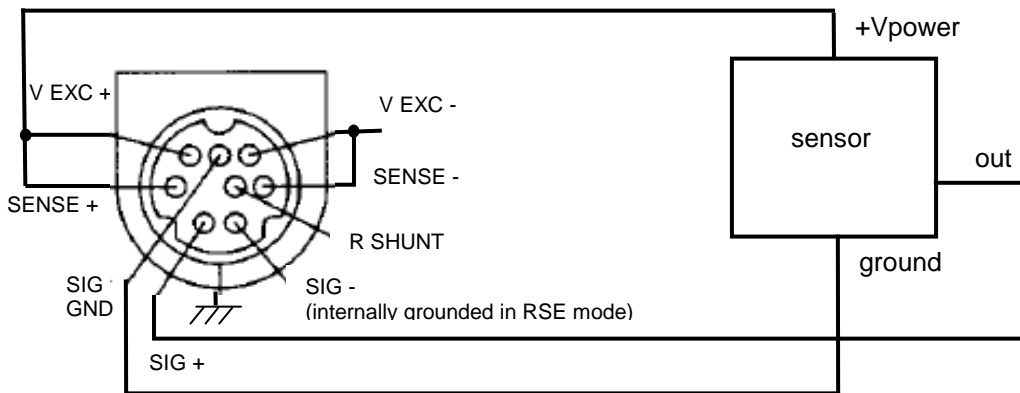 +Vpower
V EXC +
V EXC -
sensor
out
SENSE +
SENSE -
R SHUNT
ground
SIG
GND
SIG -
(internally grounded in RSE mode)
SIG +